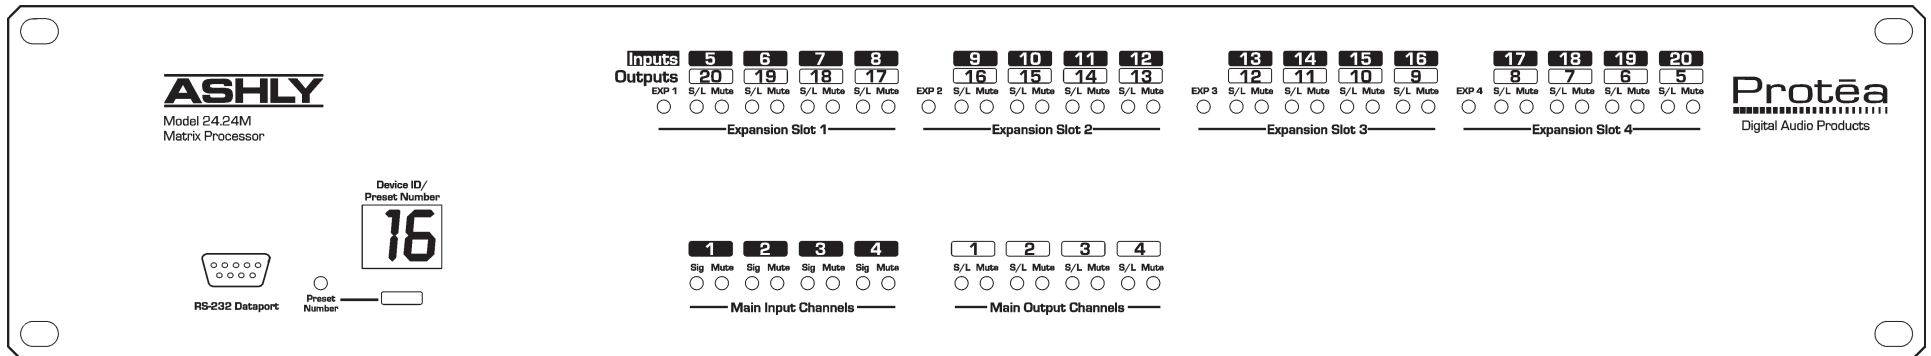 ASHLY
Model 24.24M
Matrix Processor
Inputs 5 6 7 8 9 10 11 12 13 14 15 16 17 18 19 20
Outputs 20 19 18 17 16 15 14 13 12 11 10 9 8 7 6 5
EXP 1 S/L Mute S/L Mute S/L Mute S/L Mute EXP 2 S/L Mute S/L Mute S/L Mute S/L Mute EXP 3 S/L Mute S/L Mute S/L Mute S/L Mute EXP 4 S/L Mute S/L Mute S/L Mute S/L Mute
Expansion Slot 1 Expansion Slot 2 Expansion Slot 3 Expansion Slot 4
Protēa
Digital Audio Products
Device ID/
Preset Number
16
RS-232 Dataport
Preset
Number
1 2 3 4
Sig Mute Sig Mute Sig Mute Sig Mute
Main Input Channels
1 2 3 4
S/L Mute S/L Mute S/L Mute S/L Mute
Main Output Channels